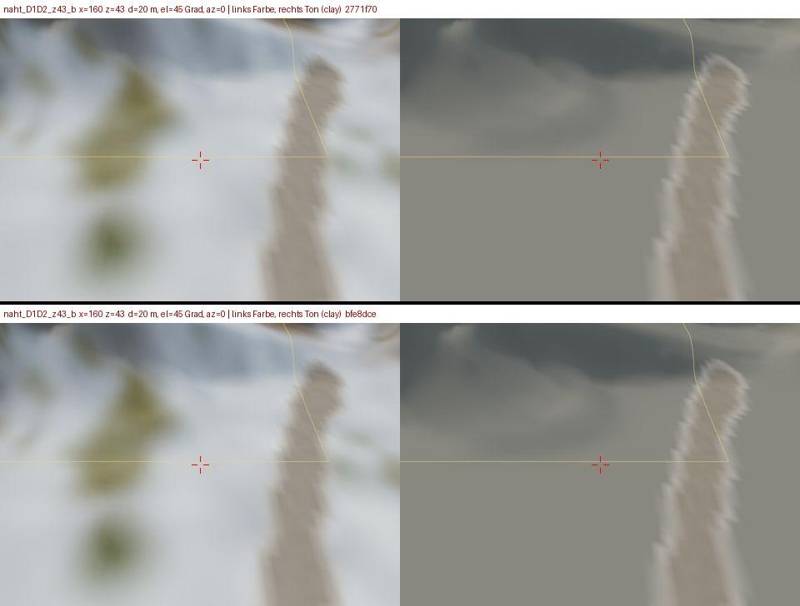 naht_D1D2_z43_b x=160 z=43 d=20 m, el=45 Grad, az=0 | links Farbe, rechts Ton (clay) 2771f70
naht_D1D2_z43_b x=160 z=43 d=20 m, el=45 Grad, az=0 | links Farbe, rechts Ton (clay) bfe8dce